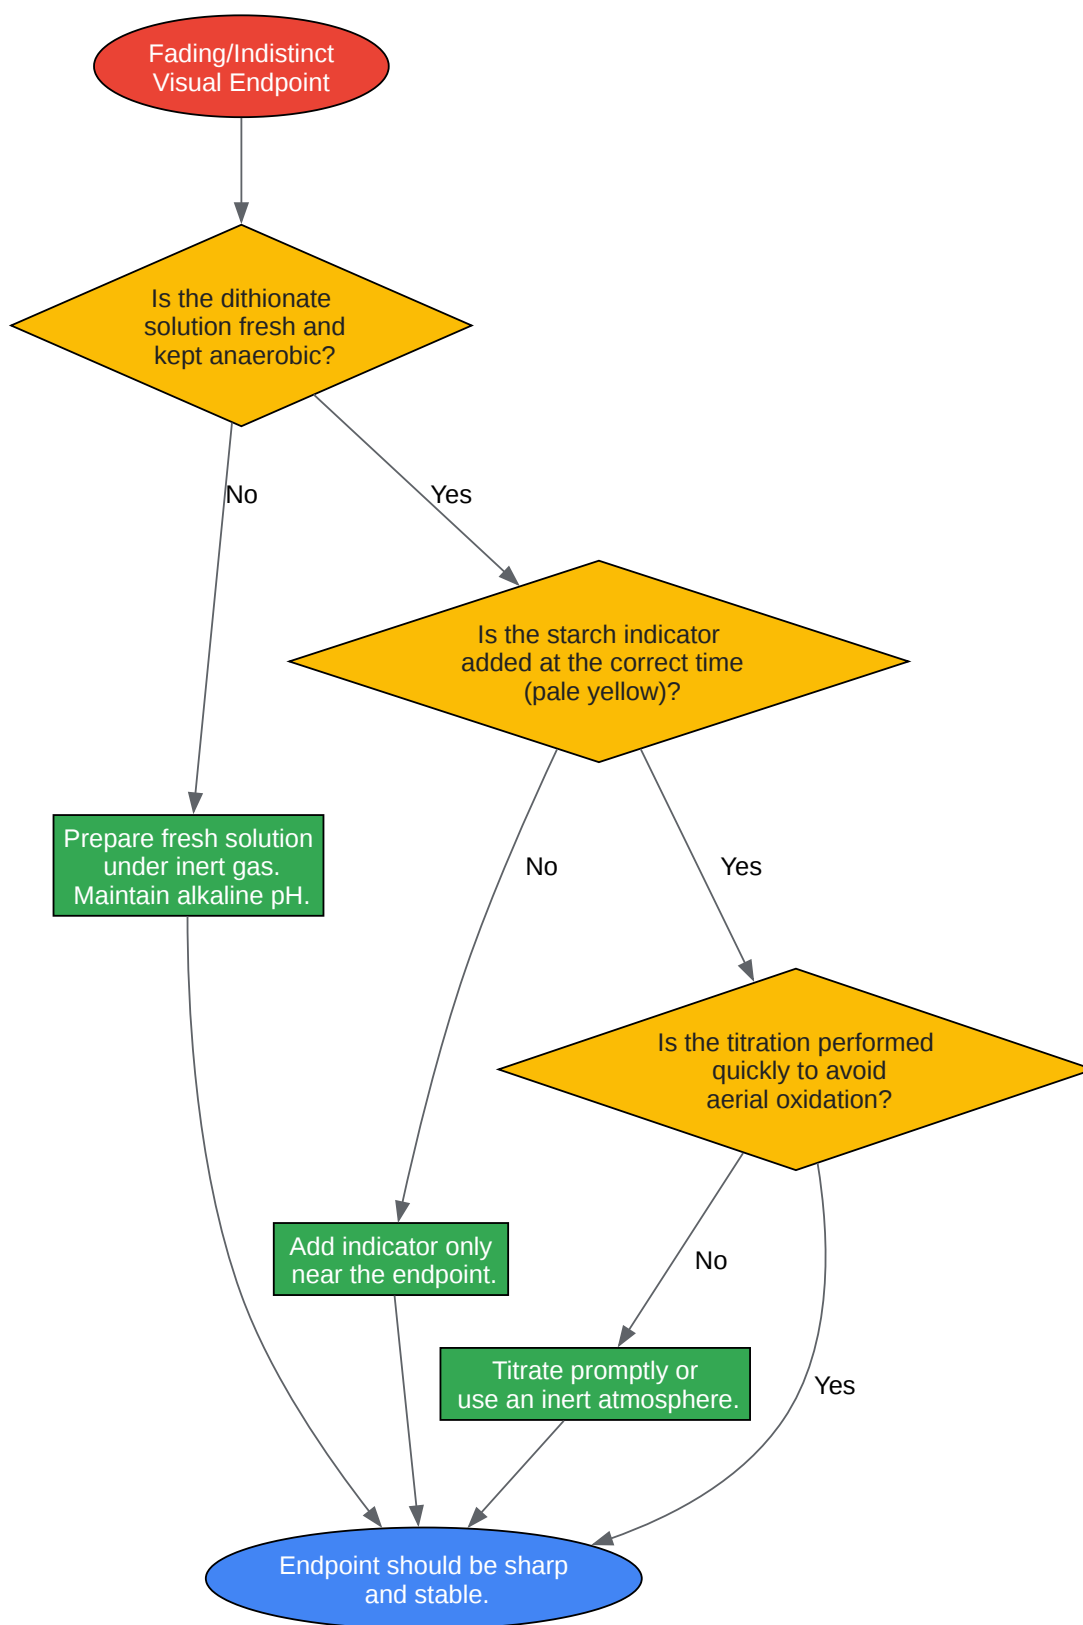 Fading/Indistinct
Visual Endpoint
Is the dithionate
solution fresh and
kept anaerobic?
No
Yes
Is the starch indicator
added at the correct time
(pale yellow)?
Prepare fresh solution
under inert gas.
Maintain alkaline pH.
No
Yes
Is the titration performed
quickly to avoid
aerial oxidation?
Add indicator only
near the endpoint.
No
Titrate promptly or
use an inert atmosphere.
Yes
Endpoint should be sharp
and stable.